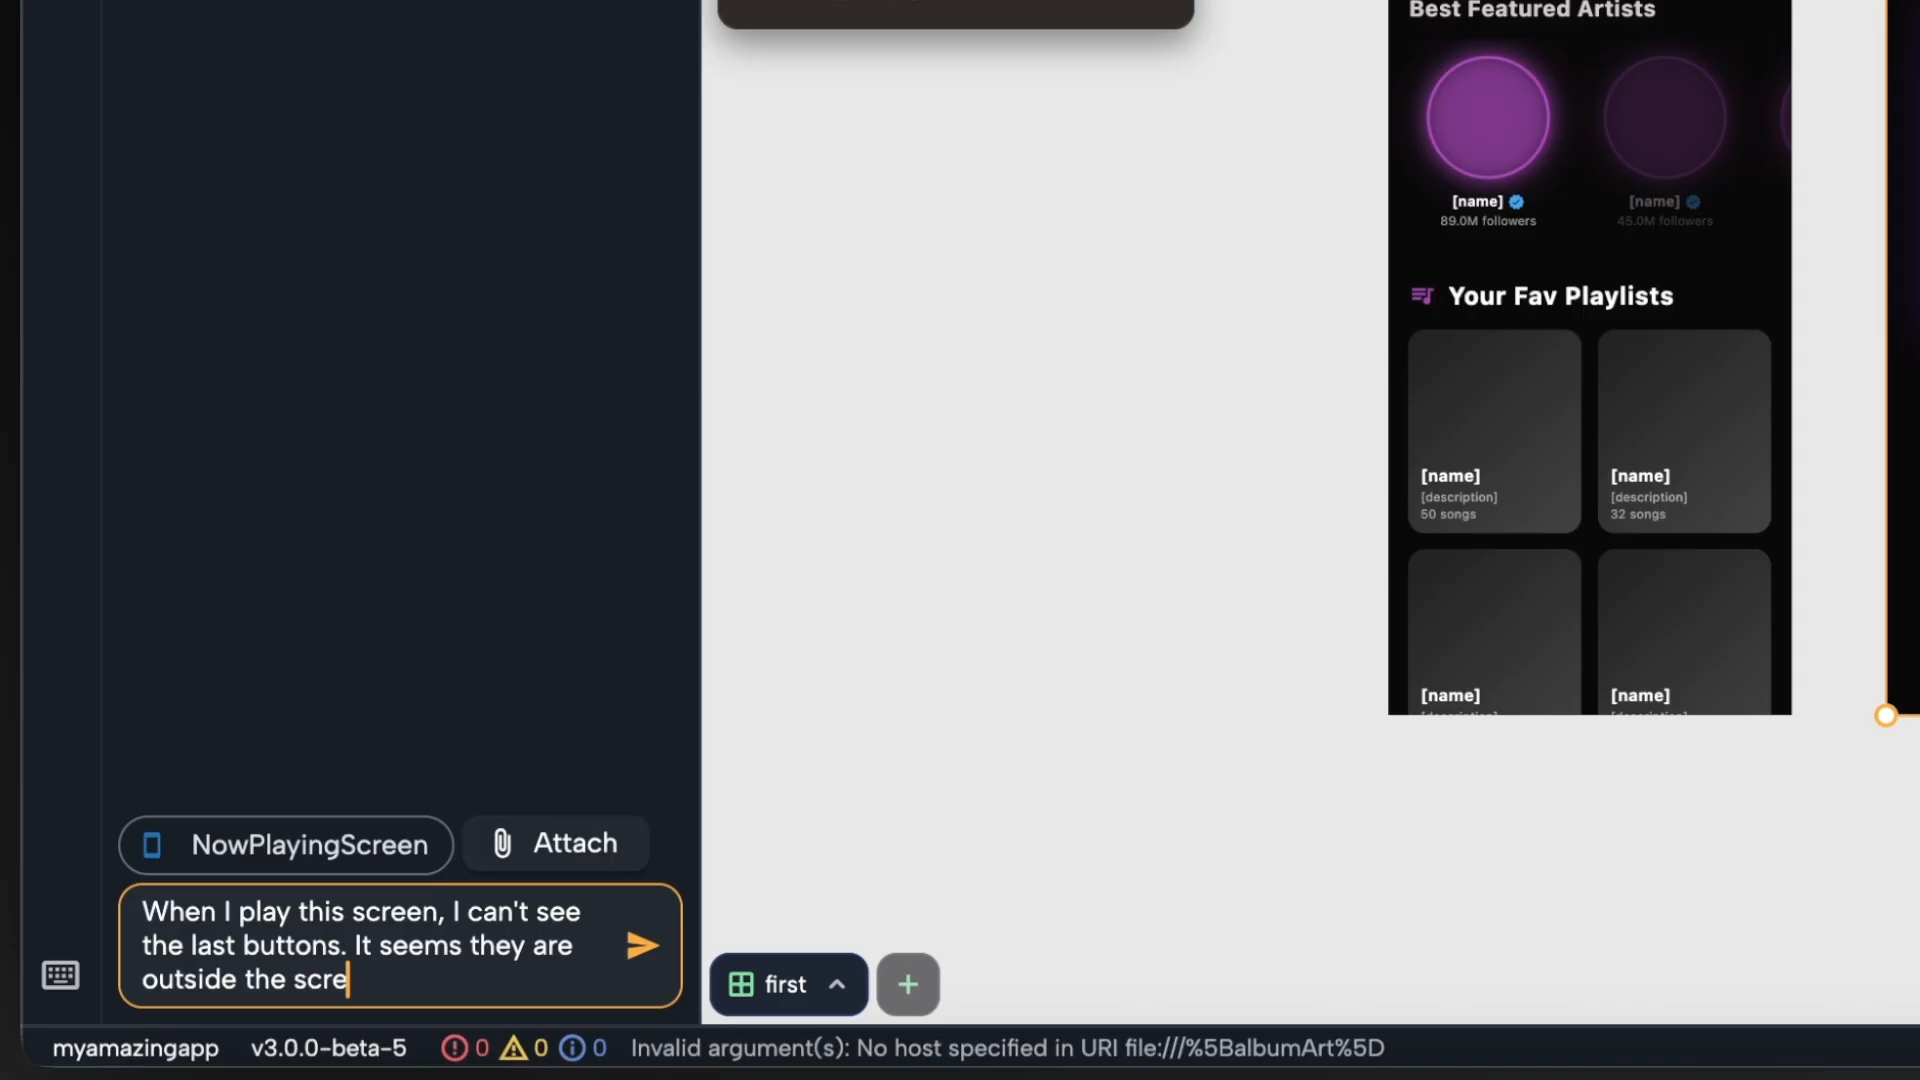 Best Featured Artists
[name]
89.0M followers
[name]
45.0M followers
Your Fav Playlists
[name]
[description]
50 songs
[name]
[description]
32 songs
[name]
[description]
[name]
[description]
NowPlayingScreen
Attach
When I play this screen, I can't see
the last buttons. It seems they are
outside the scre
first
+
myamazingapp v3.0.0-beta-5 0 0 0 Invalid argument(s): No host specified in URI file:///%5BalbumArt%5D